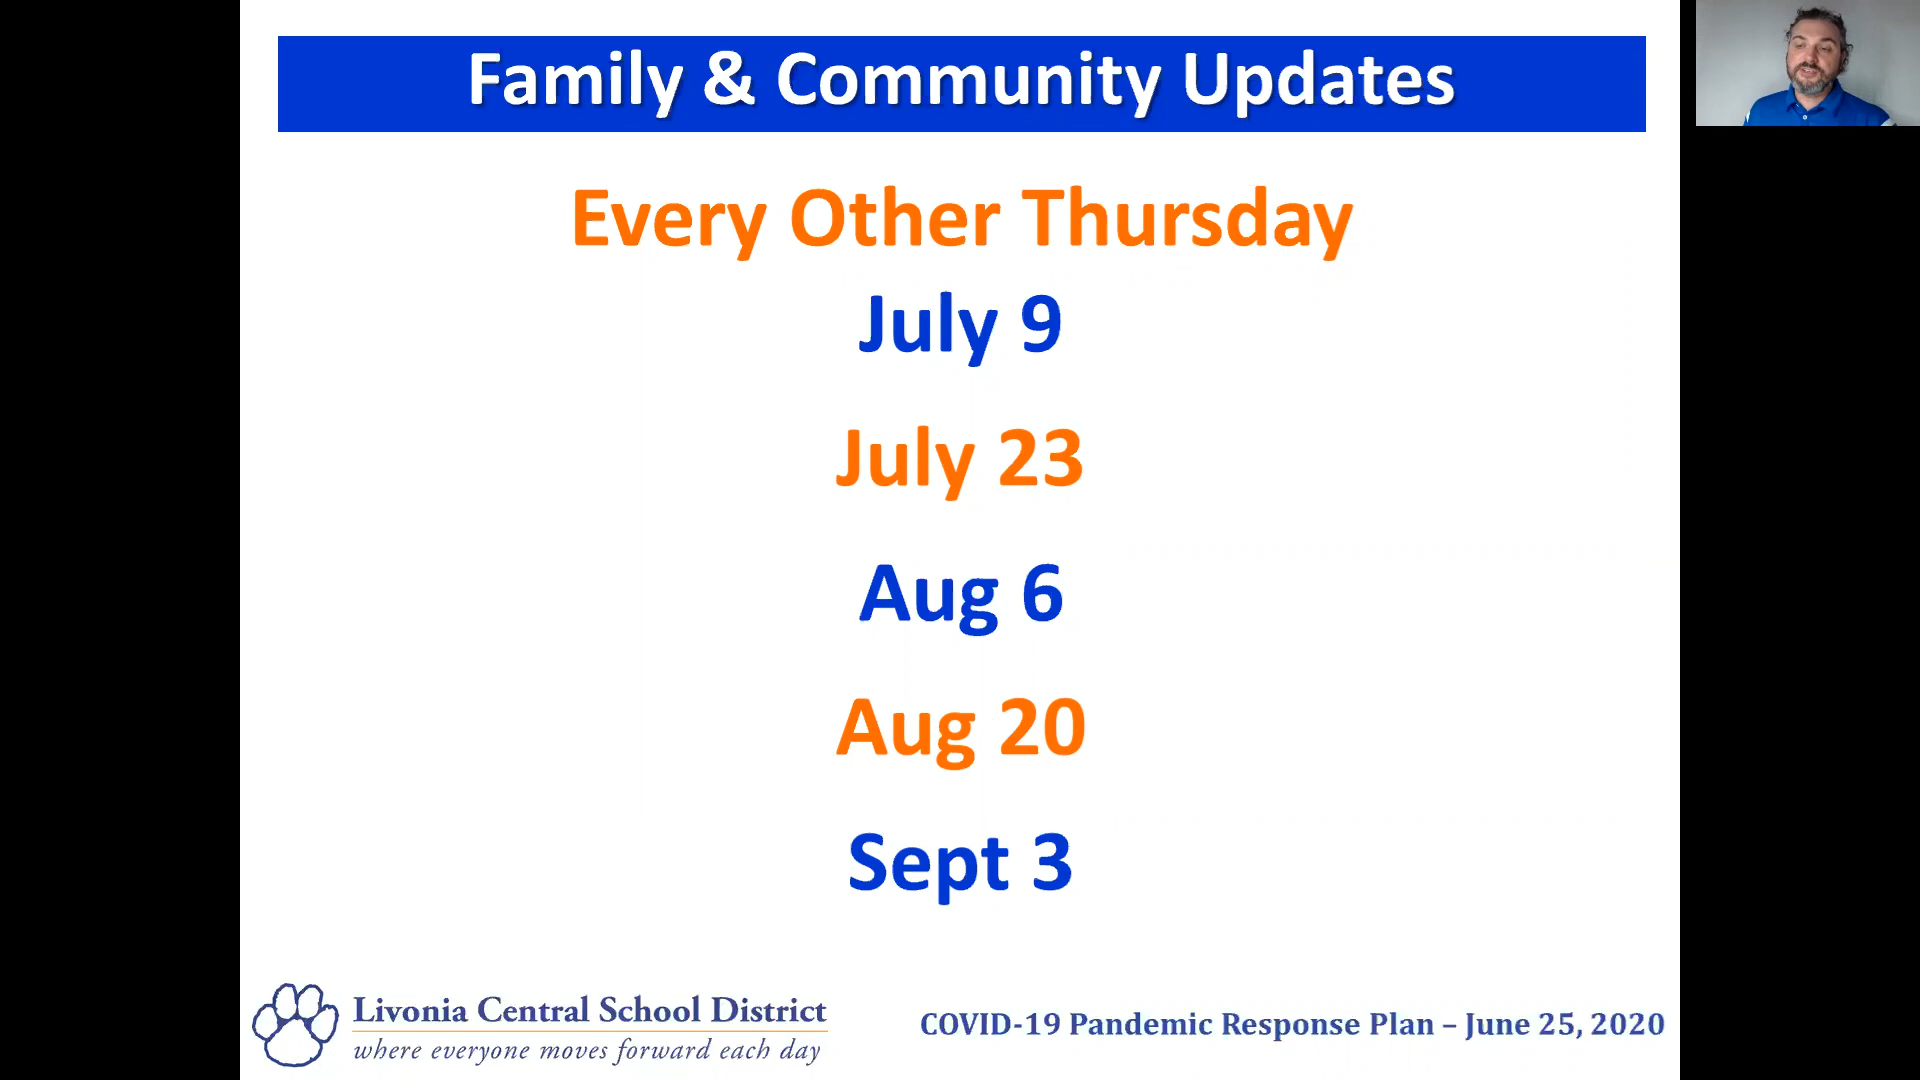 Family & Community Updates
Every Other Thursday
July 9
July 23
Aug 6
Aug 20
Sept 3
Livonia Central School District
where everyone moves forward each day
COVID-19 Pandemic Response Plan – June 25, 2020